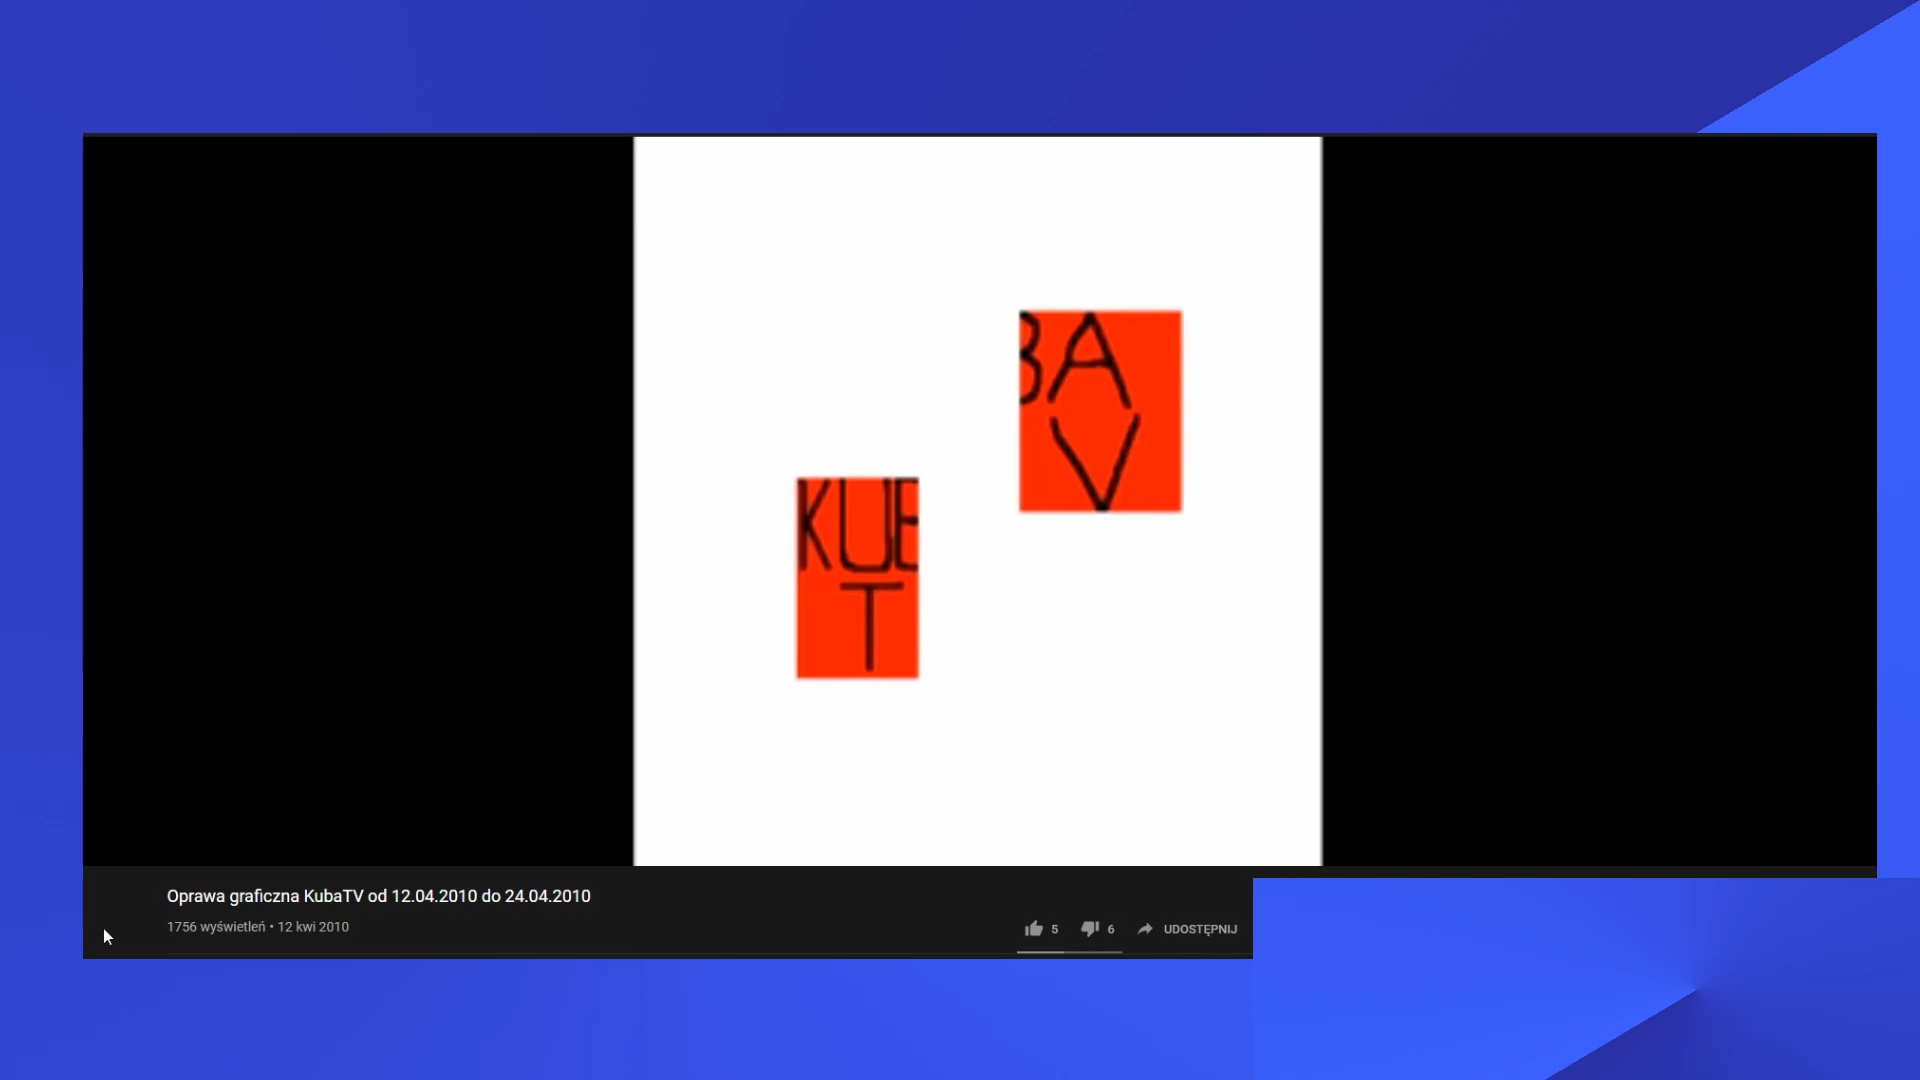 BA
V
KUB
T
Oprawa graficzna KubaTV od 12.04.2010 do 24.04.2010
1756 wyświetleń • 12 kwi 2010
5 6 UDOSTĘPNIJ